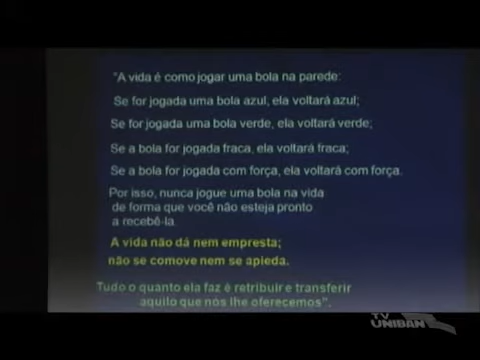 "A vida é como jogar uma bola na parede:
Se for jogada uma bola azul, ela voltará azul;
Se for jogada uma bola verde, ela voltará verde;
Se a bola for jogada fraca, ela voltará fraca;
Se a bola for jogada com força, ela voltará com força.
Por isso, nunca jogue uma bola na vida
de forma que você não esteja pronto
a recebê-la.
A vida não dá nem empresta;
não se comove nem se apieda.
Tudo o quanto ela faz é retribuir e transferir
aquilo que nós lhe oferecemos".
TV
UNIBAN